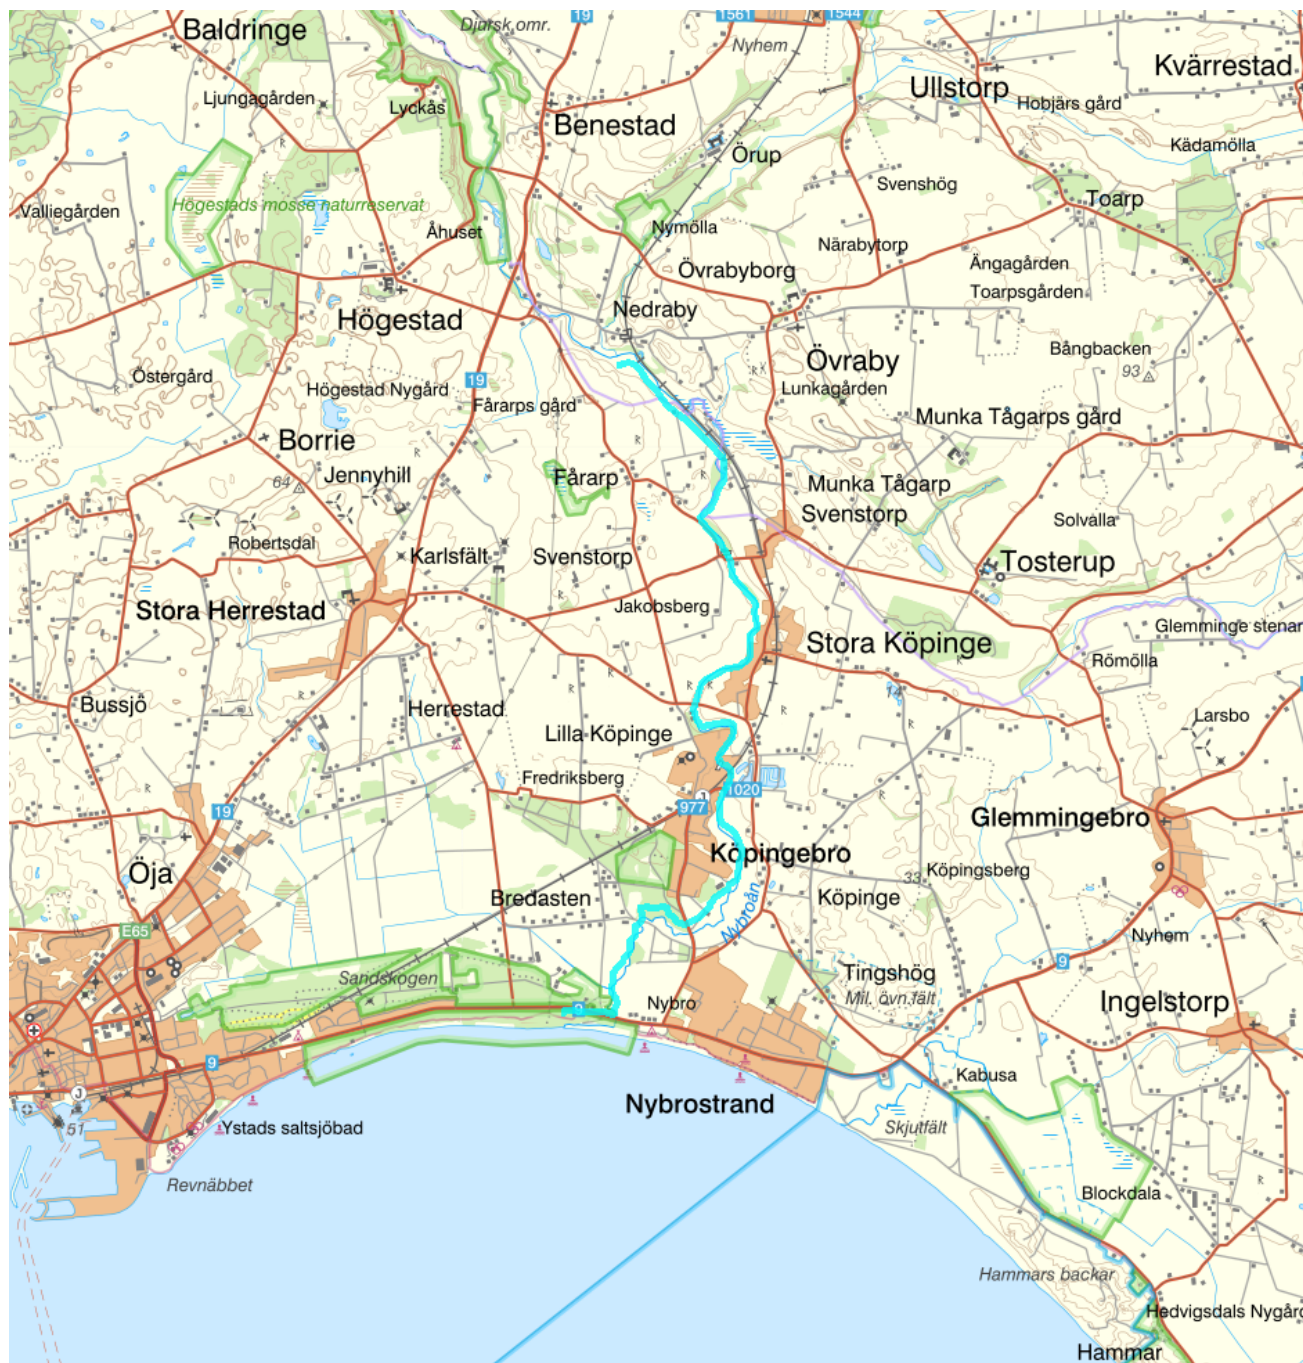 19
1561
1544
Djursk.omr.
Baldringe
Nyhem
Kvärrestad
Ullstorp
Ljungagården
Lyckås
Hobjärs gård
Benestad
Kädamölla
Örup
Svenshög
Toarp
Högestads mosse naturreservat
Valliegården
Åhuset
Nymölla
Närabytorp
Övrabyborg
Ängagården
Toarpsgården
Nedraby
Högestad
Bångbacken
Övraby
93
Östergård
19
Högestad Nygård
Lunkagården
Fårarps gård
Munka Tågarps gård
Borrie
Jennyhill
Fårarp
64
Munka Tågarp
Svenstorp
Solvalla
Robertsdal
Karlsfält
Svenstorp
Tosterup
Stora Herrestad
Jakobsberg
Glemminge stenar
Stora Köpinge
Römölla
14
Bussjö
Herrestad
Larsbo
Lilla Köpinge
Fredriksberg
J
1020
977
19
Glemmingebro
Köpingebro
Öja
33
Köpingsberg
Bredasten
Köpinge
Nybroån
E65
Nyhem
Sandskogen
Tingshög
9
Mil. övn.fält
Nybro
9
Ingelstorp
9
Kabusa
J
51
Nybrostrand
Ystads saltsjöbad
Skjutfält
Revnäbbet
Blockdala
Hammars backar
Hedvigsdals Nygård
Hammar